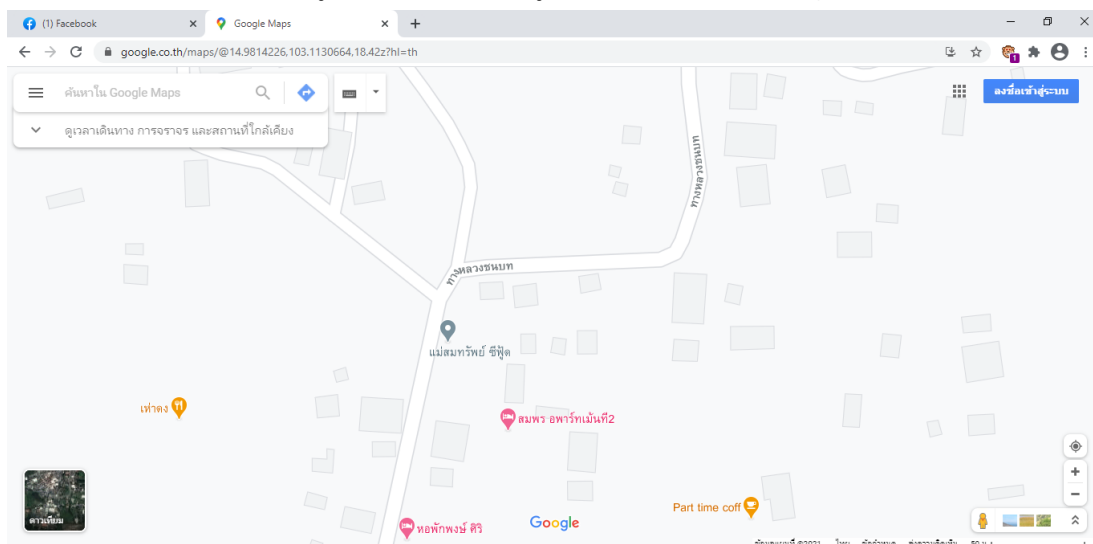 (1) Facebook
Google Maps
google.co.th/maps/@14.9814226,103.1130664,18.42z?hl=th
1
ค้นหาใน Google Maps
ลงชื่อเข้าสู่ระบบ
ดูเวลาเดินทาง การจราจร และสถานที่ใกล้เคียง
ทางหลวงชนบท
ทางหลวงชนบท
แม่สมทรัพย์ ซีฟู้ด
เท่าดง
สมพร อพาร์ทเม้นที2
Part time coff
ดาวเทียม
หอพักพงษ์ ศิริ
Google